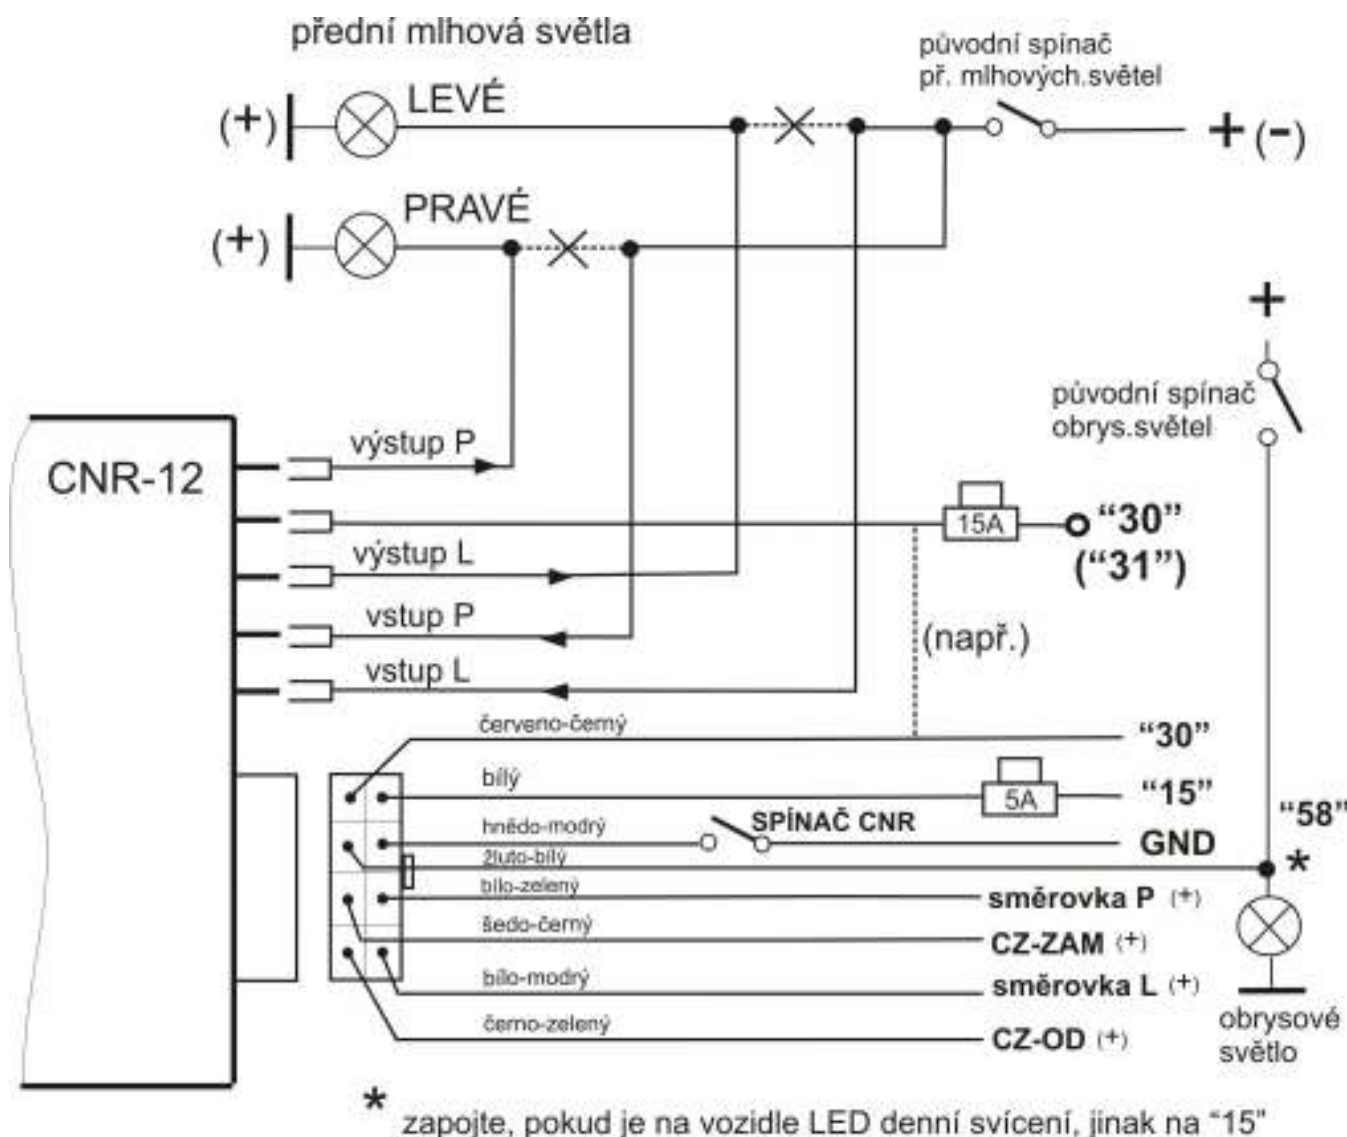 přední mlhová světla
původní spínač
př. mlhových.světel
(+)
LEVÉ
+ (-)
(+)
PRAVÉ
+
původní spínač
obrys.světel
CNR-12
výstup P
15A
“30”
(“31”)
výstup L
vstup P
(např.)
vstup L
červeno-černý
“30”
bílý
5A
“15”
hnědo-modrý
SPÍNAČ CNR
GND
“58”
*
žluto-bílý
bílo-zelený
směrovka P (+)
šedo-černý
CZ-ZAM (+)
bílo-modrý
směrovka L (+)
černo-zelený
CZ-OD (+)
obrysové
světlo
* zapojte, pokud je na vozidle LED denní svícení, jinak na “15”